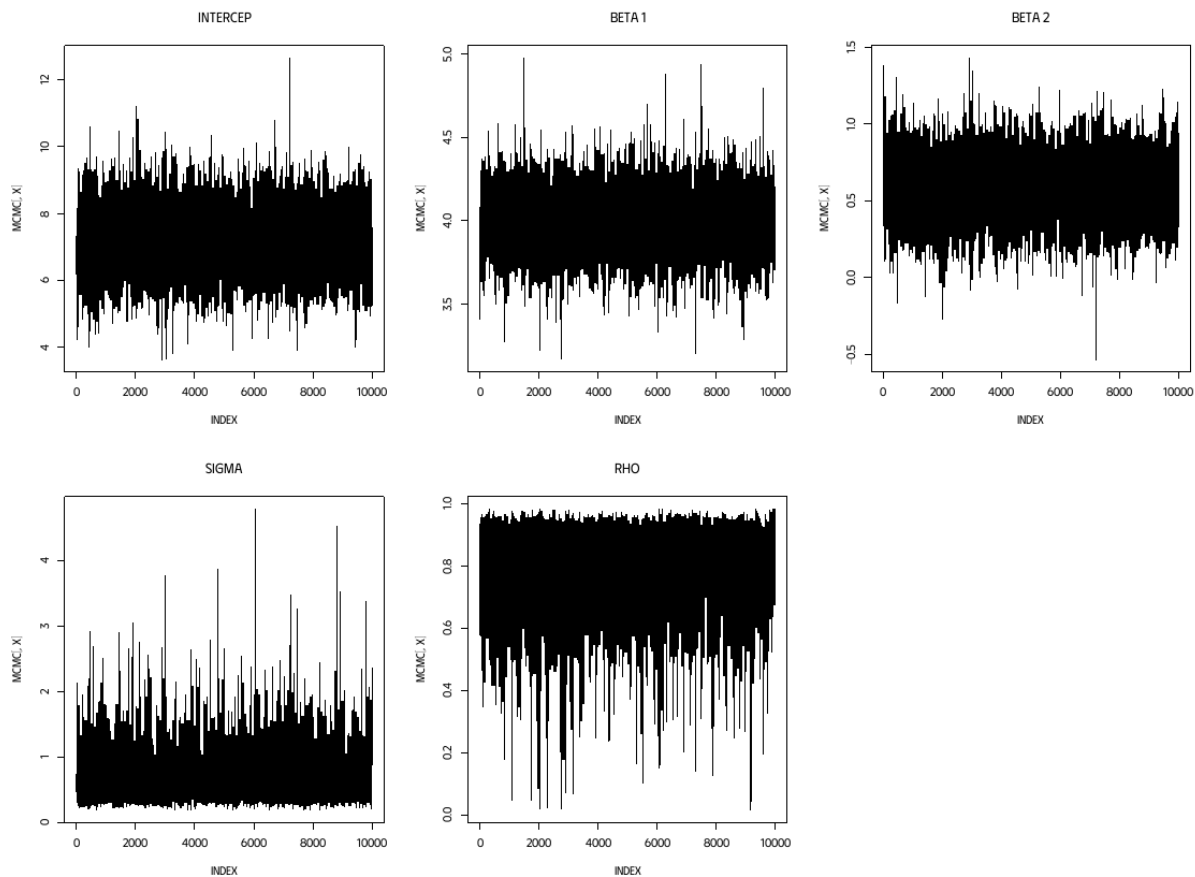 INTERCEP
BETA 1
BETA 2
12
10
8
6
4
MCMC[, X]
0 2000 4000 6000 8000 10000
INDEX
5.0
4.5
4.0
3.5
MCMC[, X]
0 2000 4000 6000 8000 10000
INDEX
1.5
1.0
0.5
0.0
-0.5
MCMC[, X]
0 2000 4000 6000 8000 10000
INDEX
SIGMA
RHO
4
3
2
1
0
MCMC[, X]
0 2000 4000 6000 8000 10000
INDEX
1.0
0.8
0.6
0.4
0.2
0.0
MCMC[, X]
0 2000 4000 6000 8000 10000
INDEX